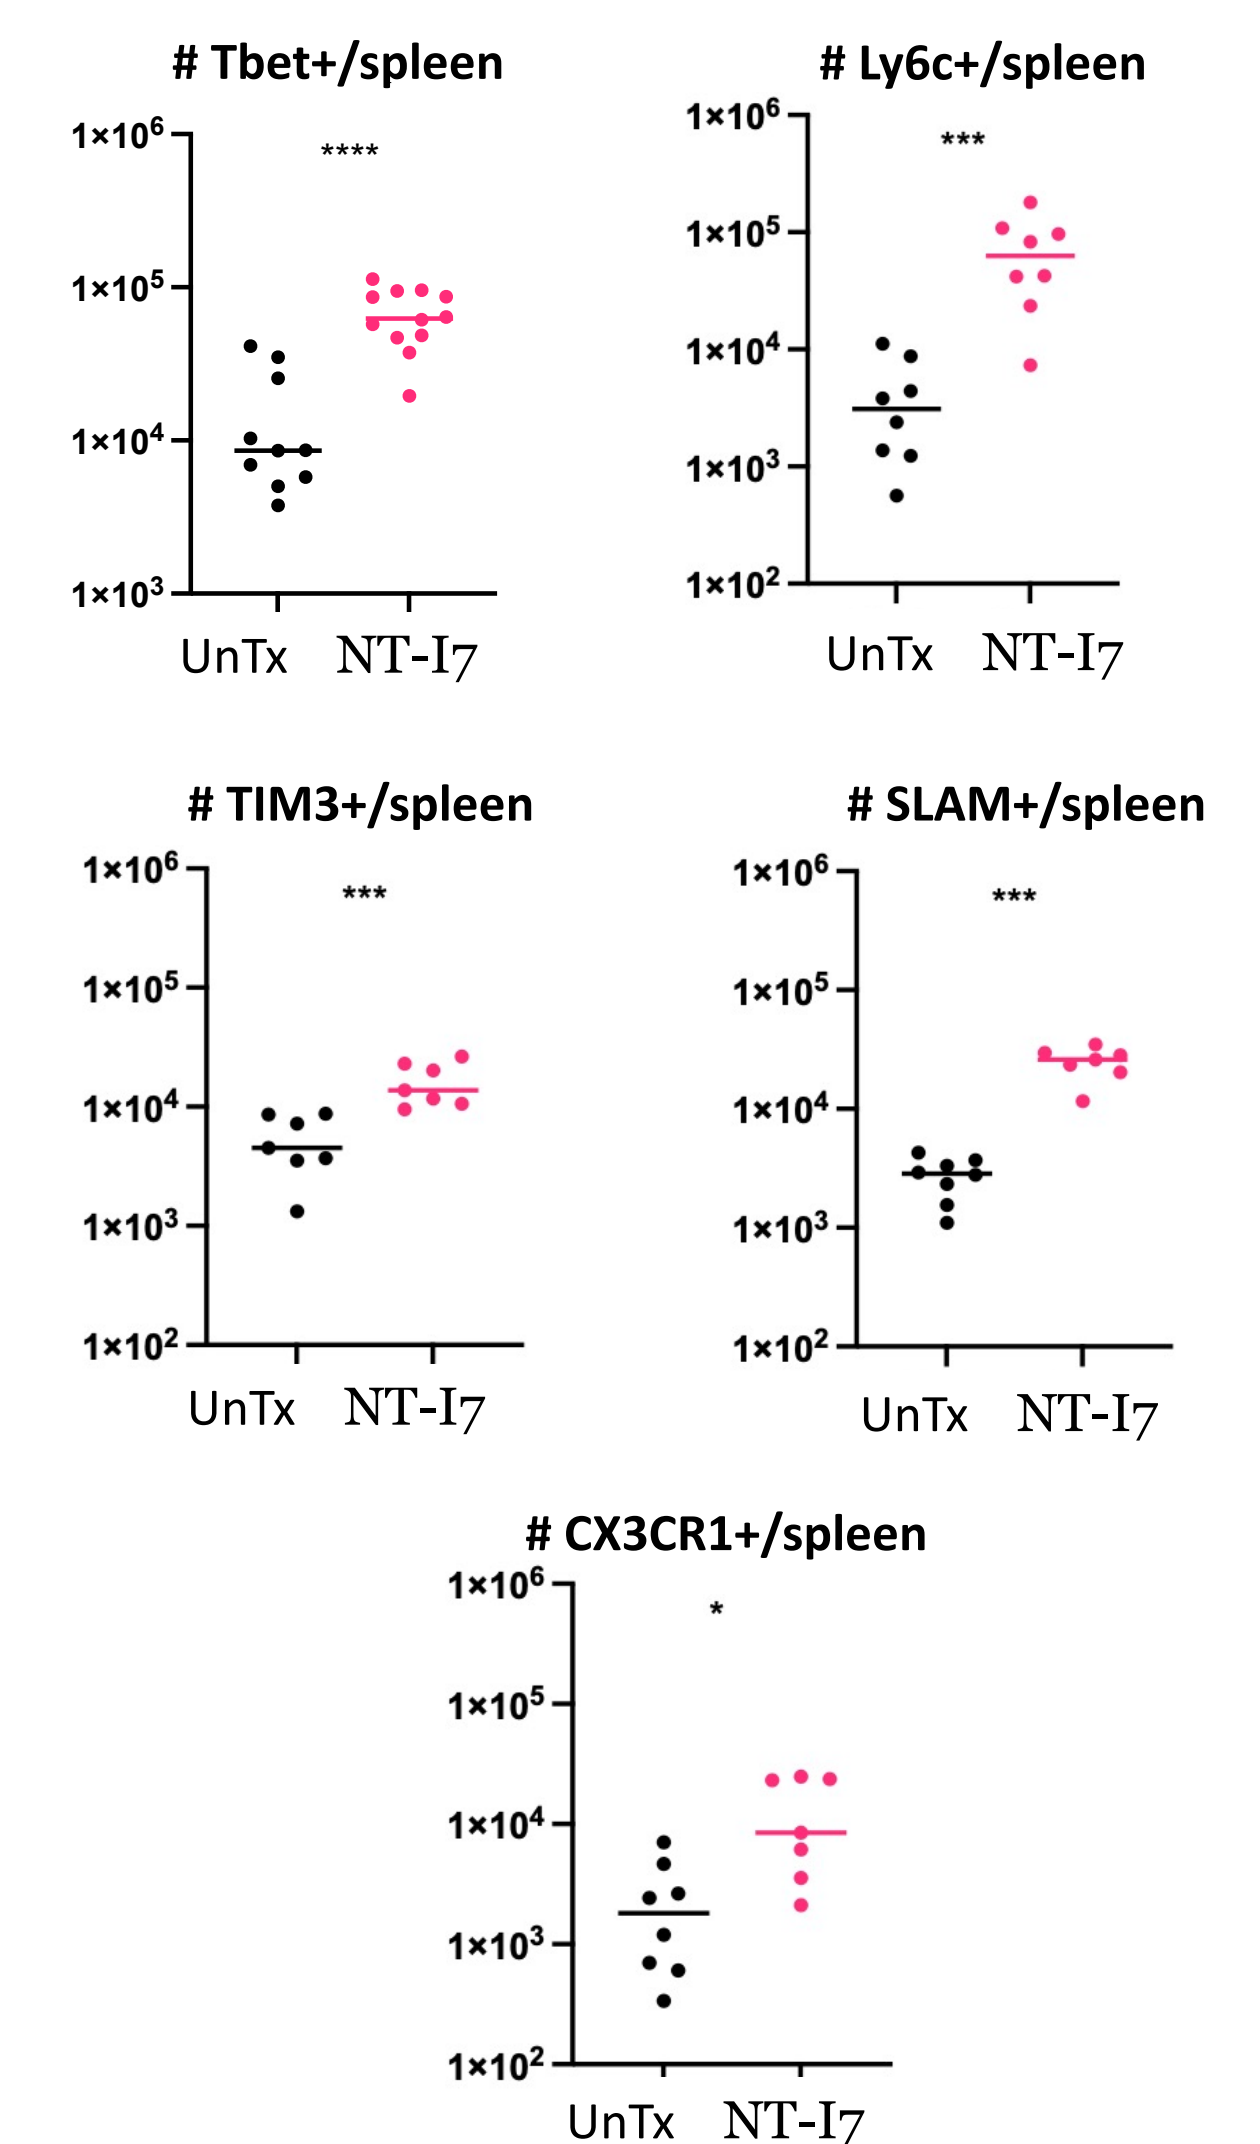 # Tbet+/spleen
1×10⁶
****
1×10⁵
1×10⁴
1×10³
UnTx NT-I7
# Ly6c+/spleen
1×10⁶
***
1×10⁵
1×10⁴
1×10³
1×10²
UnTx NT-I7
# TIM3+/spleen
1×10⁶
***
1×10⁵
1×10⁴
1×10³
1×10²
UnTx NT-I7
# SLAM+/spleen
1×10⁶
***
1×10⁵
1×10⁴
1×10³
1×10²
UnTx NT-I7
# CX3CR1+/spleen
1×10⁶
*
1×10⁵
1×10⁴
1×10³
1×10²
UnTx NT-I7